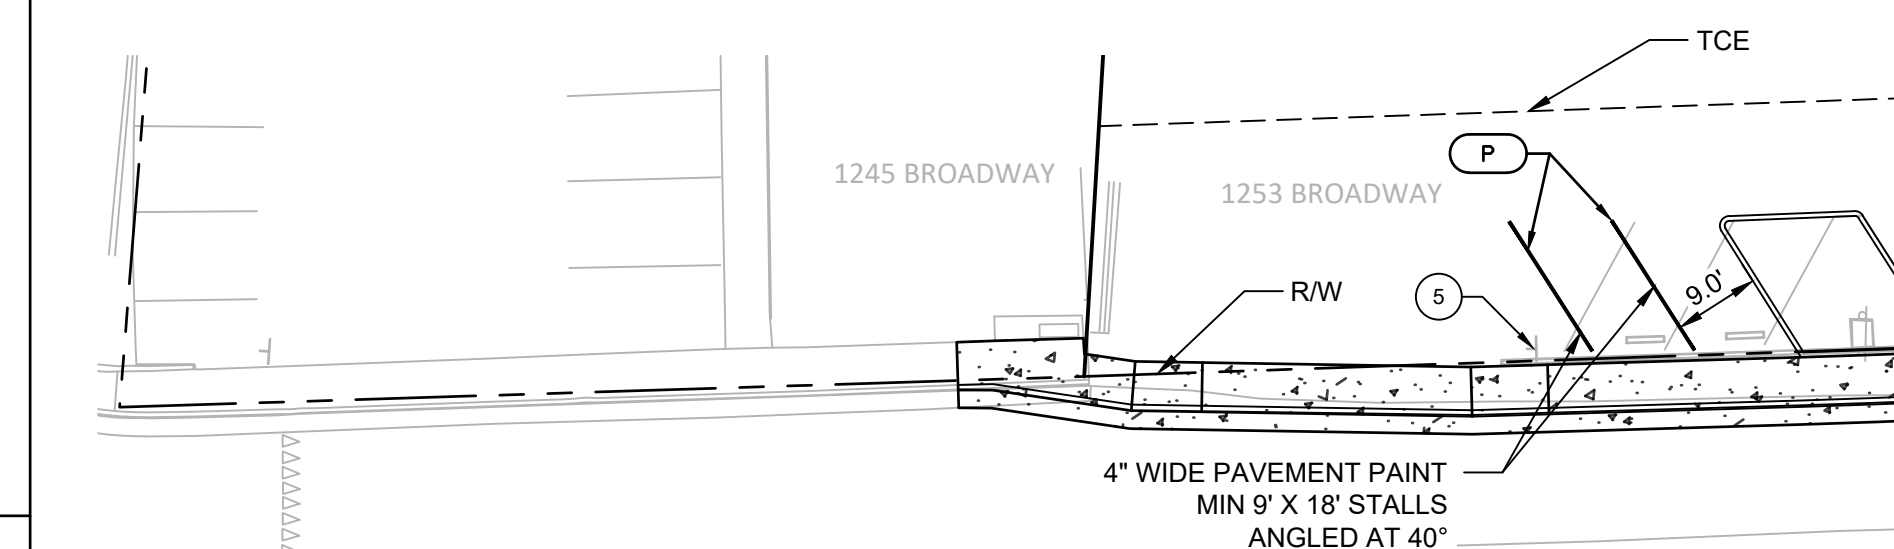 TCE
P
1245 BROADWAY
1253 BROADWAY
R/W
5
9.0'
4" WIDE PAVEMENT PAINT
MIN 9' X 18' STALLS
ANGLED AT 40°